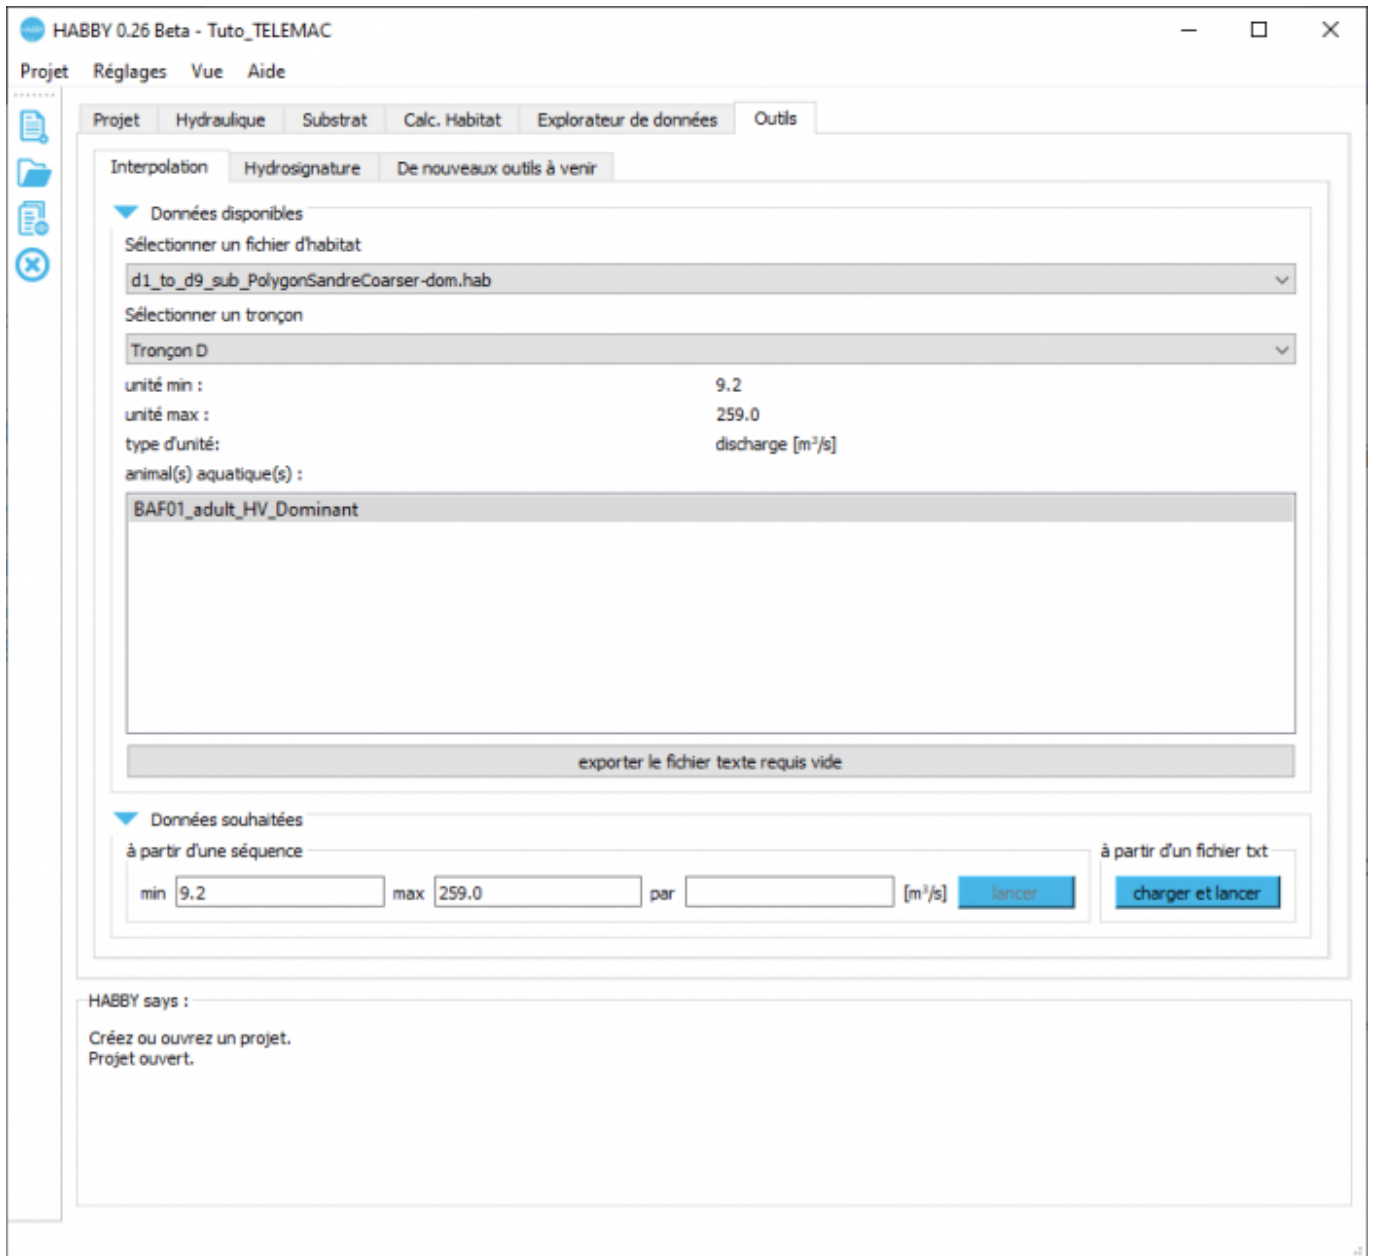 HABBY 0.26 Beta - Tuto_TELEMAC
Projet Réglages Vue Aide
Projet Hydraulique Substrat Calc. Habitat Explorateur de données Outils
Interpolation Hydrosignature De nouveaux outils à venir
Données disponibles
Sélectionner un fichier d'habitat
d1_to_d9_sub_PolygonSandreCoarser-dom.hab
Sélectionner un tronçon
Tronçon D
unité min : 9.2
unité max : 259.0
type d'unité: discharge [m³/s]
animal(s) aquatique(s) :
BAF01_adult_HV_Dominant
exporter le fichier texte requis vide
Données souhaitées
à partir d'une séquence à partir d'un fichier txt
min 9.2 max 259.0 par [m³/s] lancer charger et lancer
HABBY says :
Créez ou ouvrez un projet.
Projet ouvert.